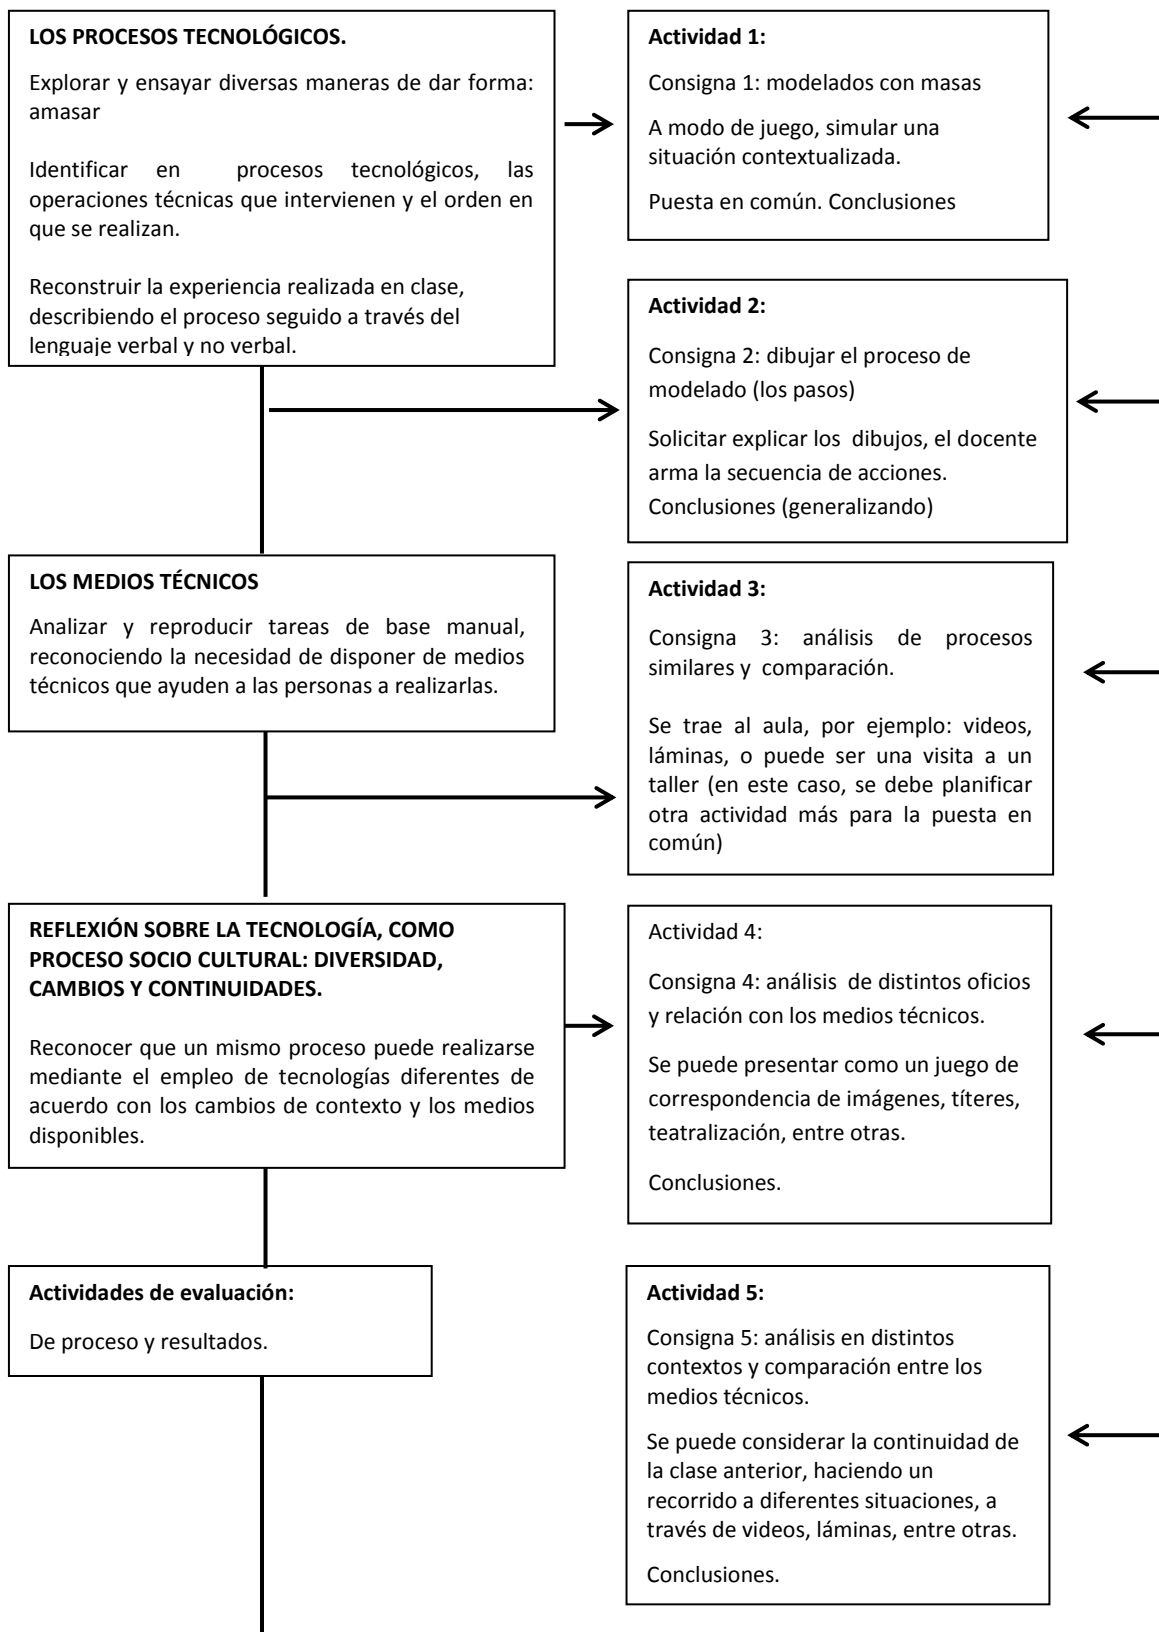 LOS PROCESOS TECNOLÓGICOS.
Explorar y ensayar diversas maneras de dar forma:
amasar
Identificar en procesos tecnológicos, las
operaciones técnicas que intervienen y el orden en
que se realizan.
Reconstruir la experiencia realizada en clase,
describiendo el proceso seguido a través del
lenguaje verbal y no verbal.
Actividad 1:
Consigna 1: modelados con masas
A modo de juego, simular una
situación contextualizada.
Puesta en común. Conclusiones
Actividad 2:
Consigna 2: dibujar el proceso de
modelado (los pasos)
Solicitar explicar los dibujos, el docente
arma la secuencia de acciones.
Conclusiones (generalizando)
LOS MEDIOS TÉCNICOS
Analizar y reproducir tareas de base manual,
reconociendo la necesidad de disponer de medios
técnicos que ayuden a las personas a realizarlas.
Actividad 3:
Consigna 3: análisis de procesos
similares y comparación.
Se trae al aula, por ejemplo: videos,
láminas, o puede ser una visita a un
taller (en este caso, se debe planificar
otra actividad más para la puesta en
común)
REFLEXIÓN SOBRE LA TECNOLOGÍA, COMO
PROCESO SOCIO CULTURAL: DIVERSIDAD,
CAMBIOS Y CONTINUIDADES.
Reconocer que un mismo proceso puede realizarse
mediante el empleo de tecnologías diferentes de
acuerdo con los cambios de contexto y los medios
disponibles.
Actividad 4:
Consigna 4: análisis de distintos oficios
y relación con los medios técnicos.
Se puede presentar como un juego de
correspondencia de imágenes, títeres,
teatralización, entre otras.
Conclusiones.
Actividades de evaluación:
De proceso y resultados.
Actividad 5:
Consigna 5: análisis en distintos
contextos y comparación entre los
medios técnicos.
Se puede considerar la continuidad de
la clase anterior, haciendo un
recorrido a diferentes situaciones, a
través de videos, láminas, entre otras.
Conclusiones.